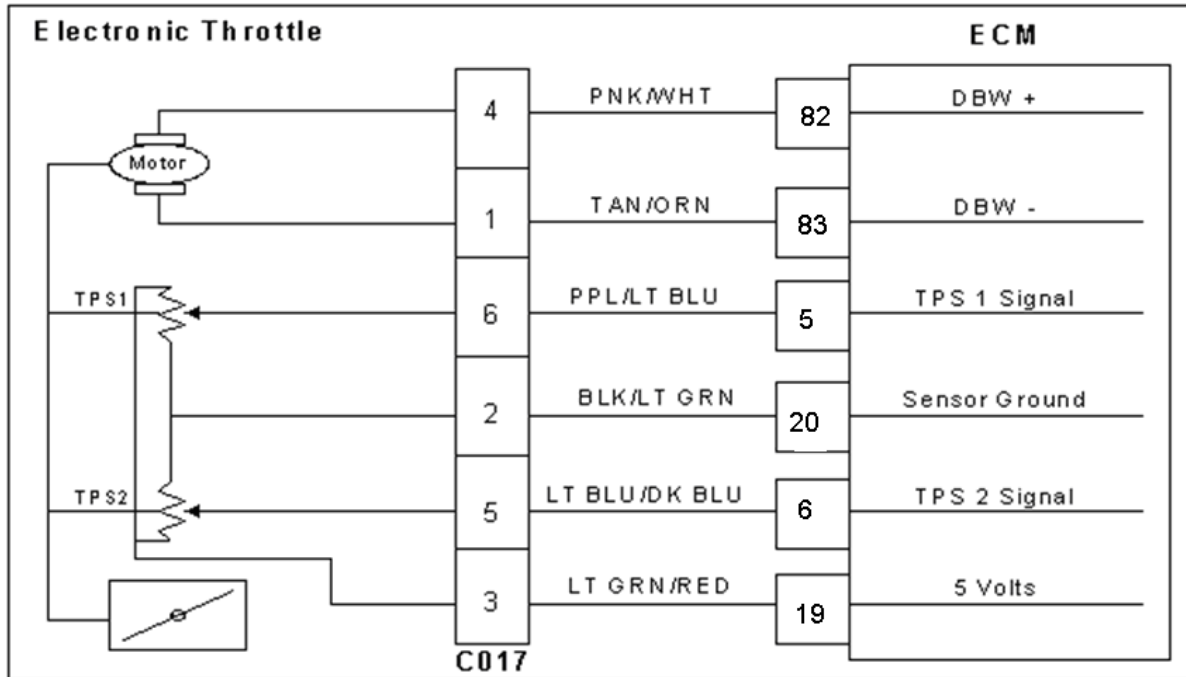 Electronic Throttle
ECM
4
PNK/WHT
82
DBW +
Motor
1
TAN/ORN
83
DBW -
TPS1
6
PPL/LT BLU
5
TPS 1 Signal
2
BLK/LT GRN
20
Sensor Ground
TPS2
5
LT BLU/DK BLU
6
TPS 2 Signal
3
LT GRN/RED
19
5 Volts
C017